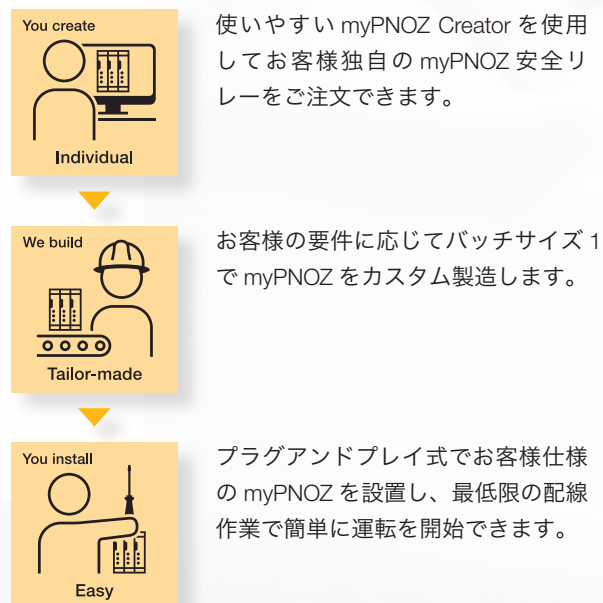 You create
Individual
使いやすい myPNOZ Creator を使用
してお客様独自の myPNOZ 安全リ
レーをご注文できます。
We build
Tailor-made
お客様の要件に応じてバッチサイズ 1
で myPNOZ をカスタム製造します。
You install
Easy
プラグアンドプレイ式でお客様仕様
の myPNOZ を設置し、最低限の配線
作業で簡単に運転を開始できます。